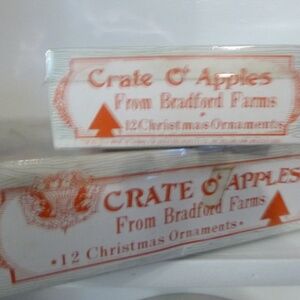 Crate O' Apples
From Bradford Farms
12 Christmas Ornaments
CRATE O' APPLES
From Bradford Farms
• 12 Christmas Ornaments •